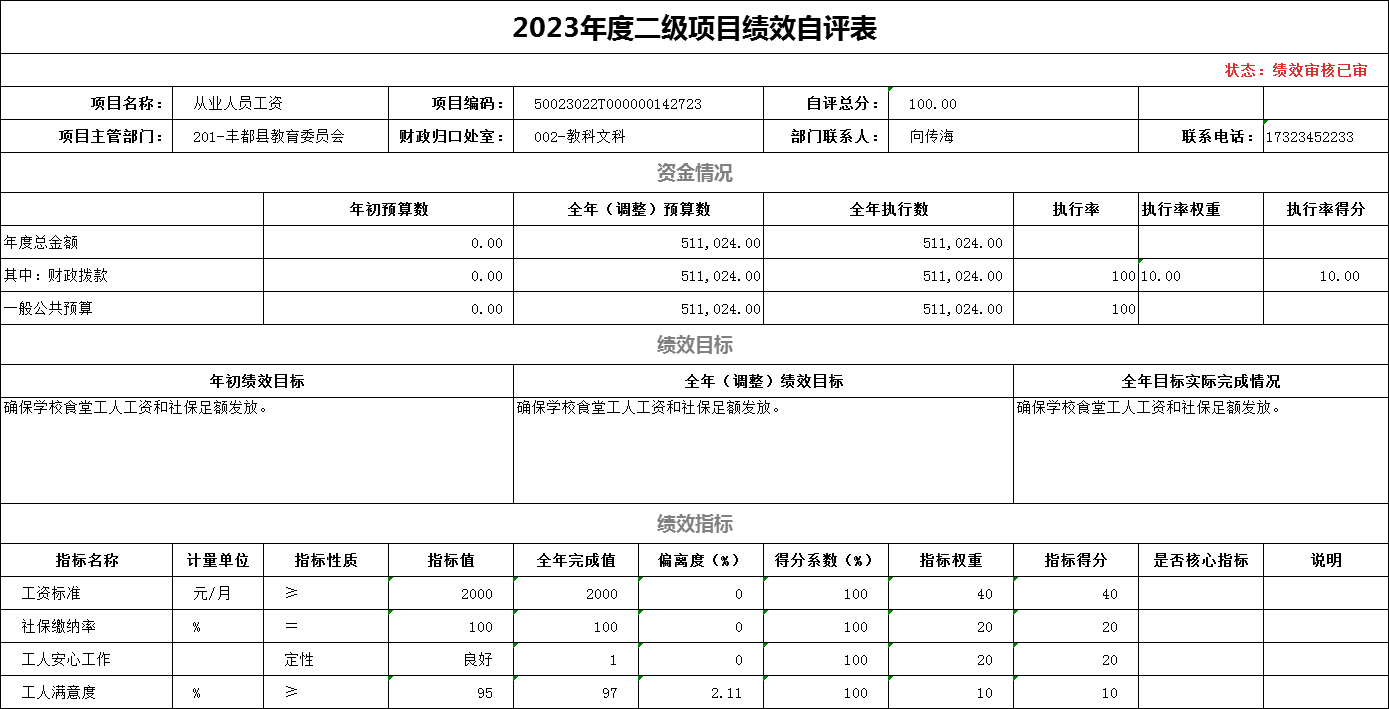 2023年度二级项目绩效自评表
状态：绩效审核已审
项目名称： 从业人员工资 项目编码： 50023022T000000142723 自评总分： 100.00
项目主管部门： 201-丰都县教育委员会 财政归口处室： 002-教科文科 部门联系人： 向传海 联系电话： 17323452233
资金情况
年初预算数 全年（调整）预算数 全年执行数 执行率 执行率权重 执行率得分
年度总金额 0.00 511,024.00 511,024.00
其中：财政拨款 0.00 511,024.00 511,024.00 100 10.00 10.00
一般公共预算 0.00 511,024.00 511,024.00 100
绩效目标
年初绩效目标 全年（调整）绩效目标 全年目标实际完成情况
确保学校食堂工人工资和社保足额发放。 确保学校食堂工人工资和社保足额发放。 确保学校食堂工人工资和社保足额发放。
绩效指标
指标名称 计量单位 指标性质 指标值 全年完成值 偏离度（%） 得分系数（%） 指标权重 指标得分 是否核心指标 说明
工资标准 元/月 ≥ 2000 2000 0 100 40 40
社保缴纳率 % ＝ 100 100 0 100 20 20
工人安心工作 定性 良好 1 0 100 20 20
工人满意度 % ≥ 95 97 2.11 100 10 10